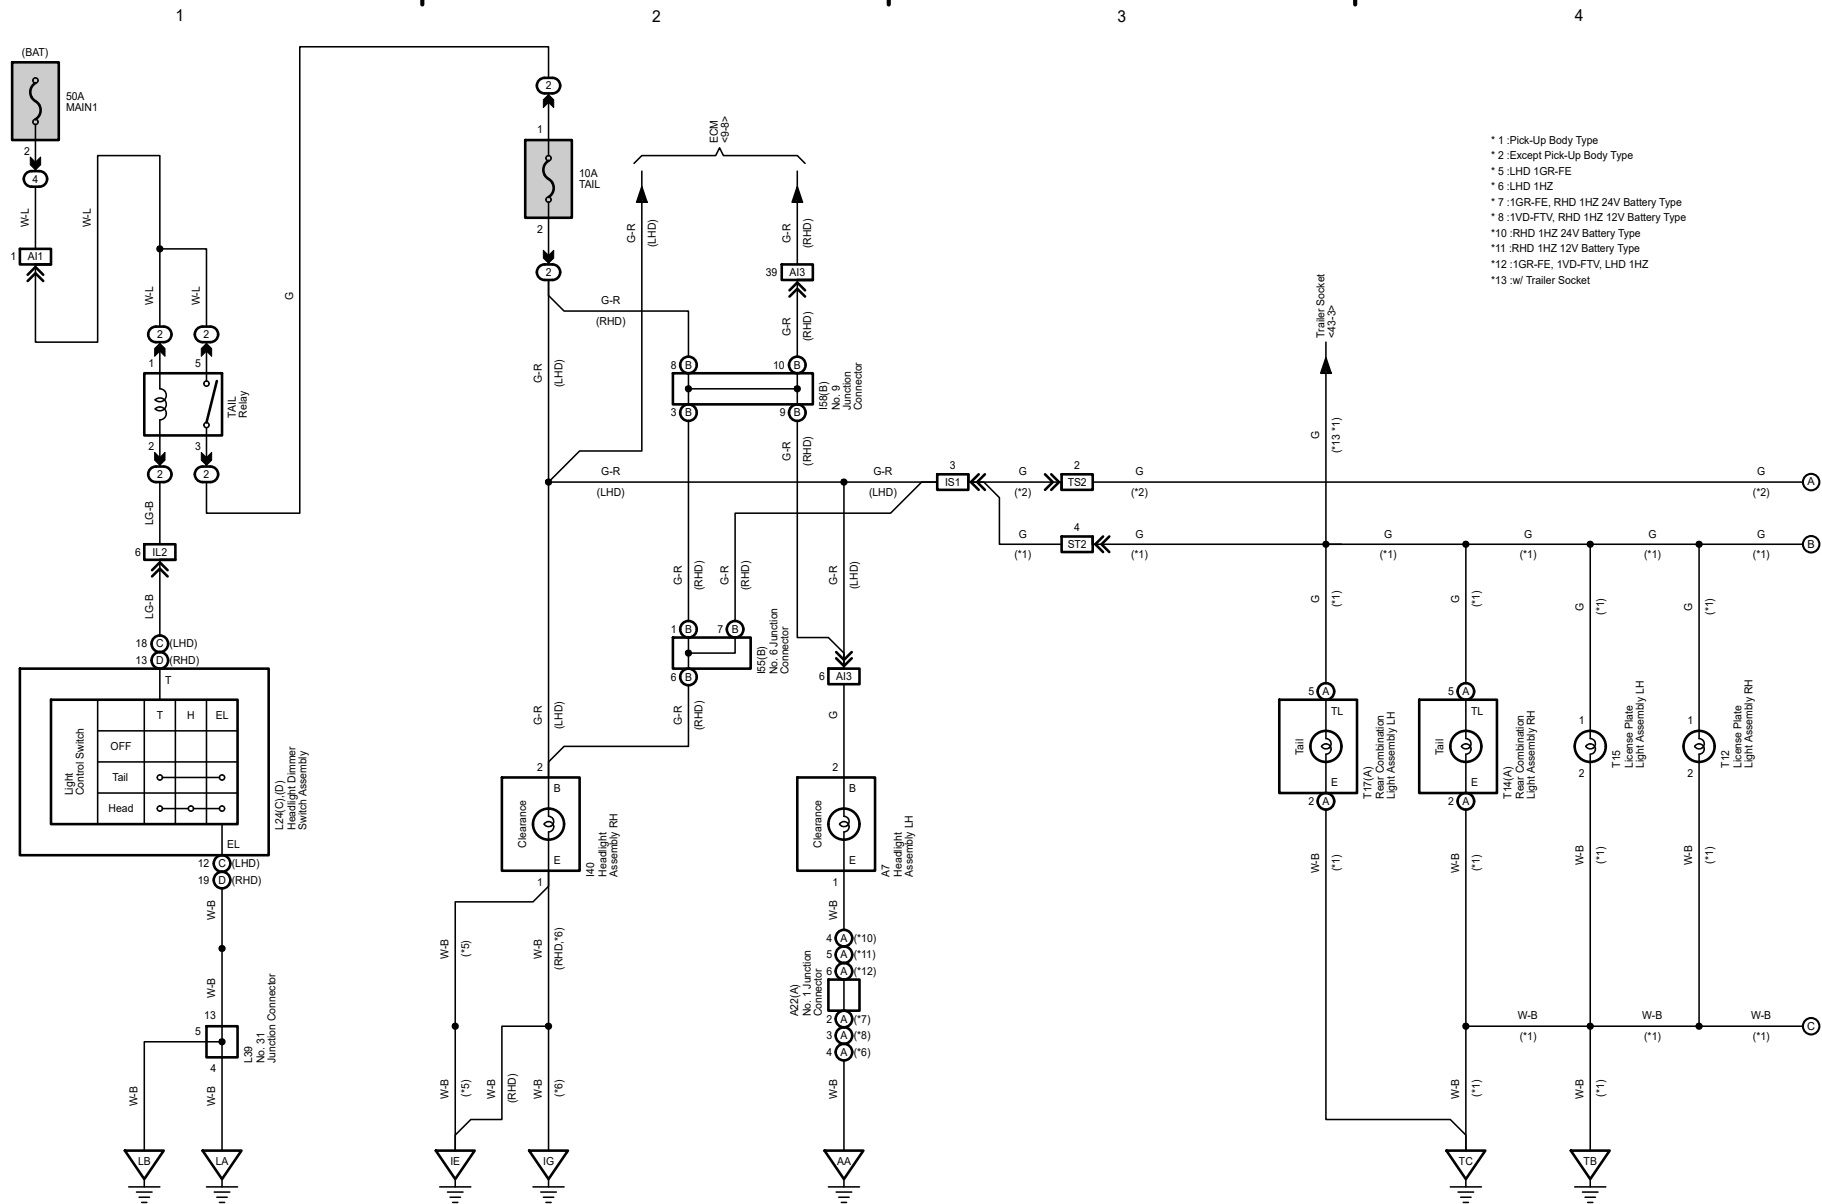 1
2
3
4
(BAT)
50A
MAIN1
2
4
W-L
W-L
1 AI1
W-L
W-L
2
2
1
5
TAIL
Relay
2
3
2
2
LG-B
6 IL2
LG-B
18 C (LHD)
13 D (RHD)
T
Light
Control Switch
T H EL
OFF
Tail
Head
L24(C),(D)
Headlight Dimmer
Switch Assembly
EL
12 C (LHD)
19 D (RHD)
W-B
W-B
13
5
4
L39
No. 31
Junction Connector
W-B
W-B
LB
LA
G
2
1
10A
TAIL
2
2
ECM
<9-8>
G-R
(LHD)
G-R
(RHD)
39 AI3
G-R
(RHD)
G-R
(RHD)
G-R
(LHD)
8 B
10 B
3 B
9 B
I58(B)
No. 9
Junction
Connector
G-R
(RHD)
G-R
(LHD)
G-R
(LHD)
G-R
(RHD)
G-R
(RHD)
G-R
(LHD)
1 B
7 B
6 B
I55(B)
No. 6 Junction
Connector
6 AI3
G-R
(LHD)
G-R
(RHD)
G
2
B
Clearance
E
1
I40
Headlight
Assembly RH
2
B
Clearance
E
1
A7
Headlight
Assembly LH
W-B
(*5)
W-B
(RHD,*6)
W-B
4 A (*10)
5 A (*11)
6 A (*12)
A22(A)
No. 1 Junction
Connector
2 A (*7)
3 A (*8)
4 A (*6)
W-B
(*5)
W-B
(RHD)
W-B
(*6)
W-B
IE
IG
AA
3
IS1
G
(*2)
2
TS2
G
(*2)
G
(*2)
A
G
(*1)
4
ST2
G
(*1)
G
(*1)
G
(*1)
G
(*1)
G
(*1)
B
* 1 :Pick-Up Body Type
* 2 :Except Pick-Up Body Type
* 5 :LHD 1GR-FE
* 6 :LHD 1HZ
* 7 :1GR-FE, RHD 1HZ 24V Battery Type
* 8 :1VD-FTV, RHD 1HZ 12V Battery Type
*10 :RHD 1HZ 24V Battery Type
*11 :RHD 1HZ 12V Battery Type
*12 :1GR-FE, 1VD-FTV, LHD 1HZ
*13 :w/ Trailer Socket
Trailer Socket
<43-3>
G
(*13 *1)
G
(*1)
G
(*1)
G
(*1)
G
(*1)
5 A
TL
Tail
E
2 A
T17(A)
Rear Combination
Light Assembly LH
5 A
TL
Tail
E
2 A
T14(A)
Rear Combination
Light Assembly RH
1
2
T15
License Plate
Light Assembly LH
1
2
T12
License Plate
Light Assembly RH
W-B
(*1)
W-B
(*1)
W-B
(*1)
W-B
(*1)
W-B
(*1)
W-B
(*1)
W-B
(*1)
C
W-B
(*1)
W-B
(*1)
TC
TB